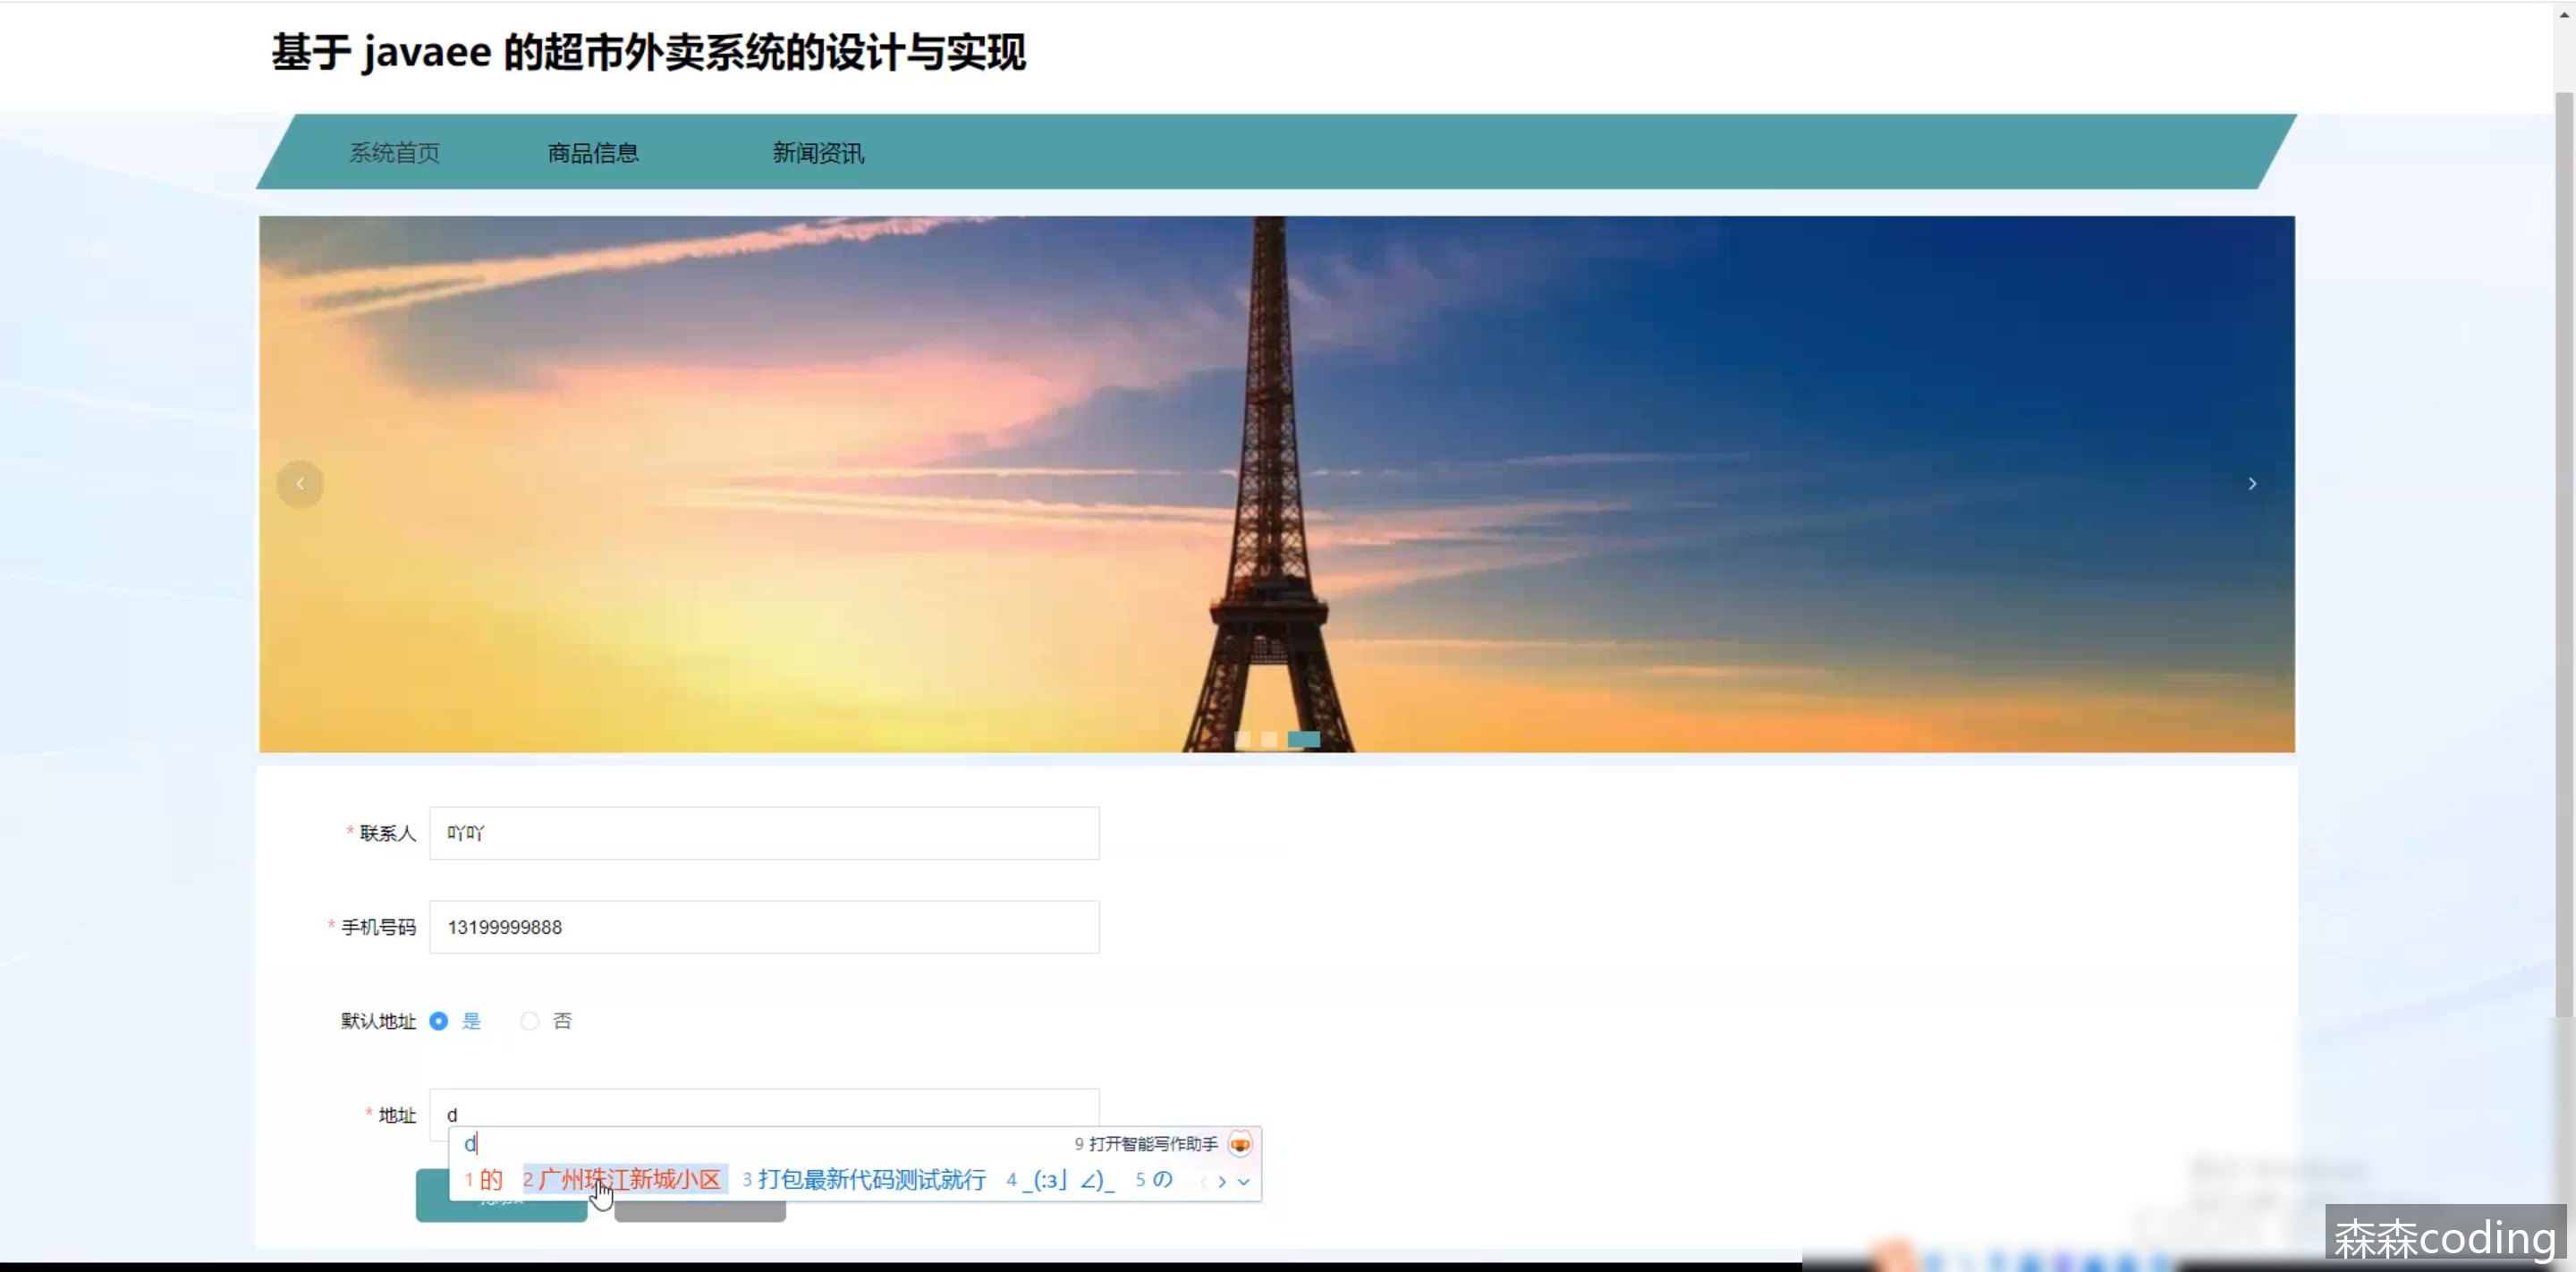 基于 javaee 的超市外卖系统的设计与实现
系统首页 商品信息 新闻资讯
* 联系人 吖吖
* 手机号码 13199999888
默认地址 是 否
* 地址 d
d 9 打开智能写作助手
1 的 2 广州珠江新城小区 3 打包最新代码测试就行 4 _(:з」∠)_ 5 の
森森coding